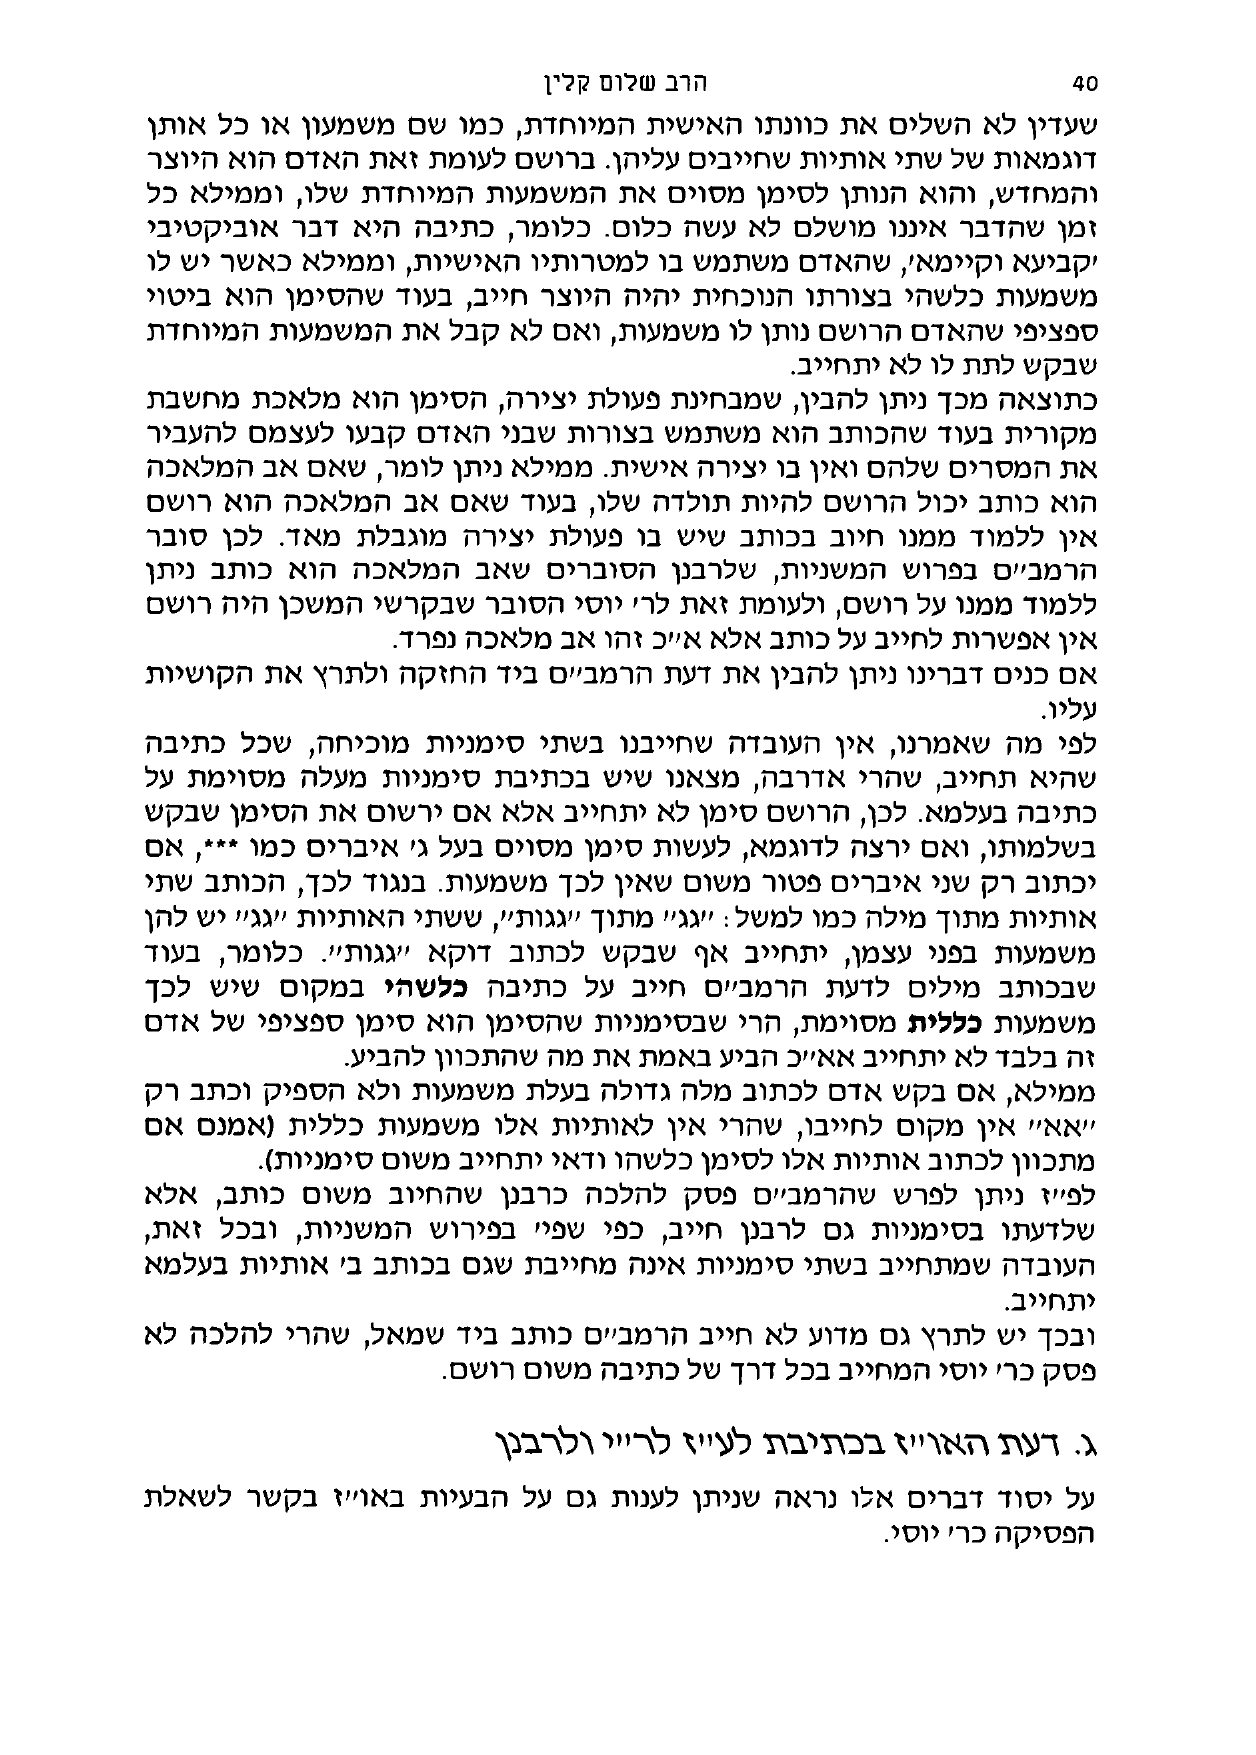 40
הרב שלום קלין
שעדין לא השלים את כוונתו האישית המיוחדת, כמו שם משמעון או כל אותן
דוגמאות של שתי אותיות שחייבים עליהן. ברושם לעומת זאת האדם הוא היוצר
והמחדש, והוא הנותן לסימן מסוים את המשמעות המיוחדת שלו, וממילא כל
זמן שהדבר איננו מושלם לא עשה כלום. כלומר, כתיבה היא דבר אוביקטיבי
'קביעא וקיימא', שהאדם משתמש בו למטרותיו האישיות, וממילא כאשר יש לו
משמעות כלשהי בצורתו הנוכחית יהיה היוצר חייב, בעוד שהסימן הוא ביטוי
ספציפי שהאדם הרושם נותן לו משמעות, ואם לא קבל את המשמעות המיוחדת
שבקש לתת לו לא יתחייב.
כתוצאה מכך ניתן להבין, שמבחינת פעולת יצירה, הסימן הוא מלאכת מחשבת
מקורית בעוד שהכותב הוא משתמש בצורות שבני האדם קבעו לעצמם להעביר
את המסרים שלהם ואין בו יצירה אישית. ממילא ניתן לומר, שאם אב המלאכה
הוא כותב יכול הרושם להיות תולדה שלו, בעוד שאם אב המלאכה הוא רושם
אין ללמוד ממנו חיוב בכותב שיש בו פעולת יצירה מוגבלת מאד. לכן סובר
הרמב"ם בפרוש המשניות, שלרבנן הסוברים שאב המלאכה הוא כותב ניתן
ללמוד ממנו על רושם, ולעומת זאת לר' יוסי הסובר שבקרשי המשכן היה רושם
אין אפשרות לחייב על כותב אלא א"כ זהו אב מלאכה נפרד.
אם כנים דברינו ניתן להבין את דעת הרמב"ם ביד החזקה ולתרץ את הקושיות
עליו.
לפי מה שאמרנו, אין העובדה שחייבנו בשתי סימניות מוכיחה, שכל כתיבה
שהיא תחייב, שהרי אדרבה, מצאנו שיש בכתיבת סימניות מעלה מסוימת על
כתיבה בעלמא. לכן, הרושם סימן לא יתחייב אלא אם ירשום את הסימן שבקש
בשלמותו, ואם ירצה לדוגמא, לעשות סימן מסוים בעל ג' איברים כמו ***, אם
יכתוב רק שני איברים פטור משום שאין לכך משמעות. בנגוד לכך, הכותב שתי
אותיות מתוך מילה כמו למשל: "גג" מתוך "גגות", ששתי האותיות "גג" יש להן
משמעות בפני עצמן, יתחייב אף שבקש לכתוב דוקא "גגות". כלומר, בעוד
שבכותב מילים לדעת הרמב"ם חייב על כתיבה כלשהי במקום שיש לכך
משמעות כללית מסוימת, הרי שבסימניות שהסימן הוא סימן ספציפי של אדם
זה בלבד לא יתחייב אא"כ הביע באמת את מה שהתכוון להביע.
ממילא, אם בקש אדם לכתוב מלה גדולה בעלת משמעות ולא הספיק וכתב רק
"אא" אין מקום לחייבו, שהרי אין לאותיות אלו משמעות כללית (אמנם אם
מתכוון לכתוב אותיות אלו לסימן כלשהו ודאי יתחייב משום סימניות).
לפ"ז ניתן לפרש שהרמב"ם פסק להלכה כרבנן שהחיוב משום כותב, אלא
שלדעתו בסימניות גם לרבנן חייב, כפי שפי' בפירוש המשניות, ובכל זאת,
העובדה שמתחייב בשתי סימניות אינה מחייבת שגם בכותב ב' אותיות בעלמא
יתחייב.
ובכך יש לתרץ גם מדוע לא חייב הרמב"ם כותב ביד שמאל, שהרי להלכה לא
פסק כר' יוסי המחייב בכל דרך של כתיבה משום רושם.
ג. דעת האו"ז בכתיבת לע"ז לר"י ולרבנן
על יסוד דברים אלו נראה שניתן לענות גם על הבעיות באו"ז בקשר לשאלת
הפסיקה כר' יוסי.